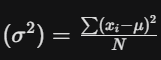 (σ²) = ∑(xᵢ−μ)² / N